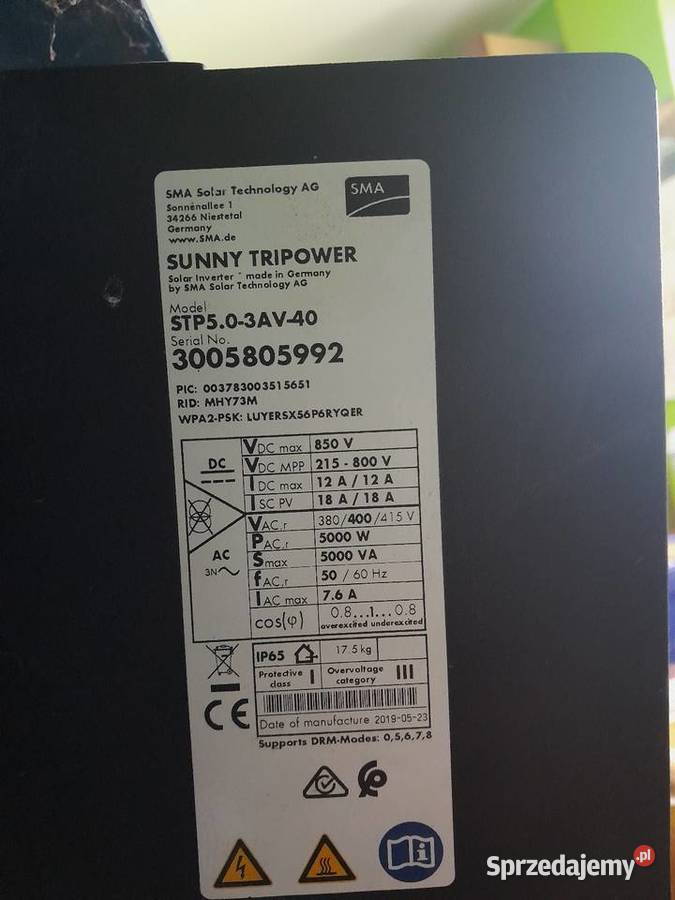 SMA Solar Technology AG
Sonnenallee 1
34266 Niestetal
Germany
www.SMA.de
SMA
SUNNY TRIPOWER
Solar Inverter - made in Germany
by SMA Solar Technology AG
Model
STP5.0-3AV-40
Serial No.
3005805992
PIC: 003783003515651
RID: MHY73M
WPA2-PSK: LUYERSX56P6RYQER
DC
VDC max 850 V
VDC MPP 215 - 800 V
IDC max 12 A / 12 A
ISC PV 18 A / 18 A
AC
3N
VAC,r 380/400/415 V
PAC,r 5000 W
Smax 5000 VA
fAC,r 50 / 60 Hz
IAC max 7.6 A
cos(φ) 0.8...1...0.8
overexcited underexcited
IP65 17.5 kg
Protective class I Overvoltage category III
CE
Date of manufacture 2019-05-23
Supports DRM-Modes: 0,5,6,7,8
i
Sprzedajemy.pl